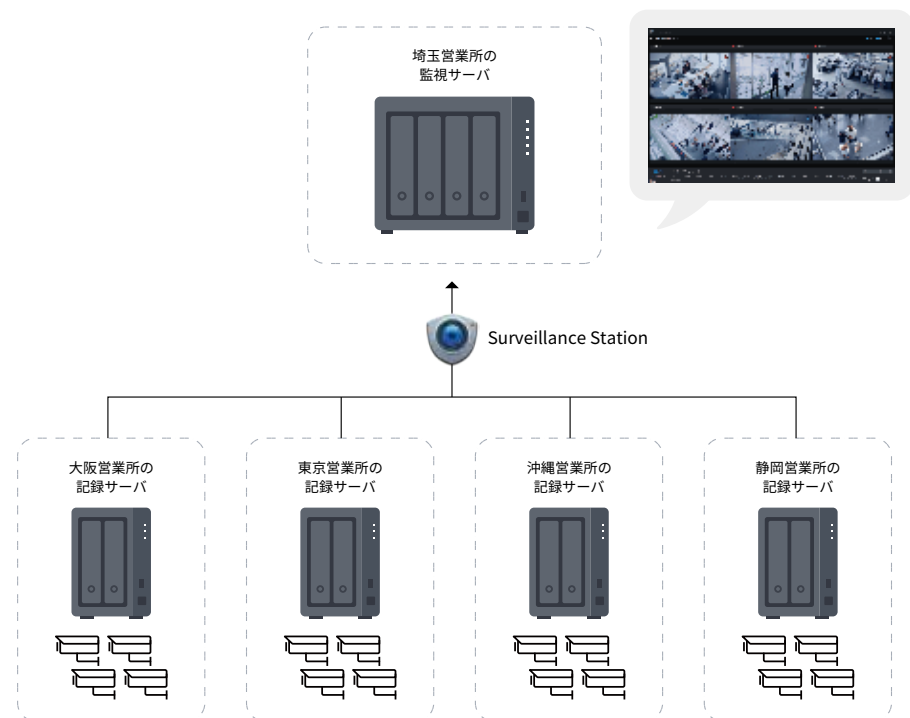 埼玉営業所の
監視サーバ
Surveillance Station
大阪営業所の
記録サーバ
東京営業所の
記録サーバ
沖縄営業所の
記録サーバ
静岡営業所の
記録サーバ